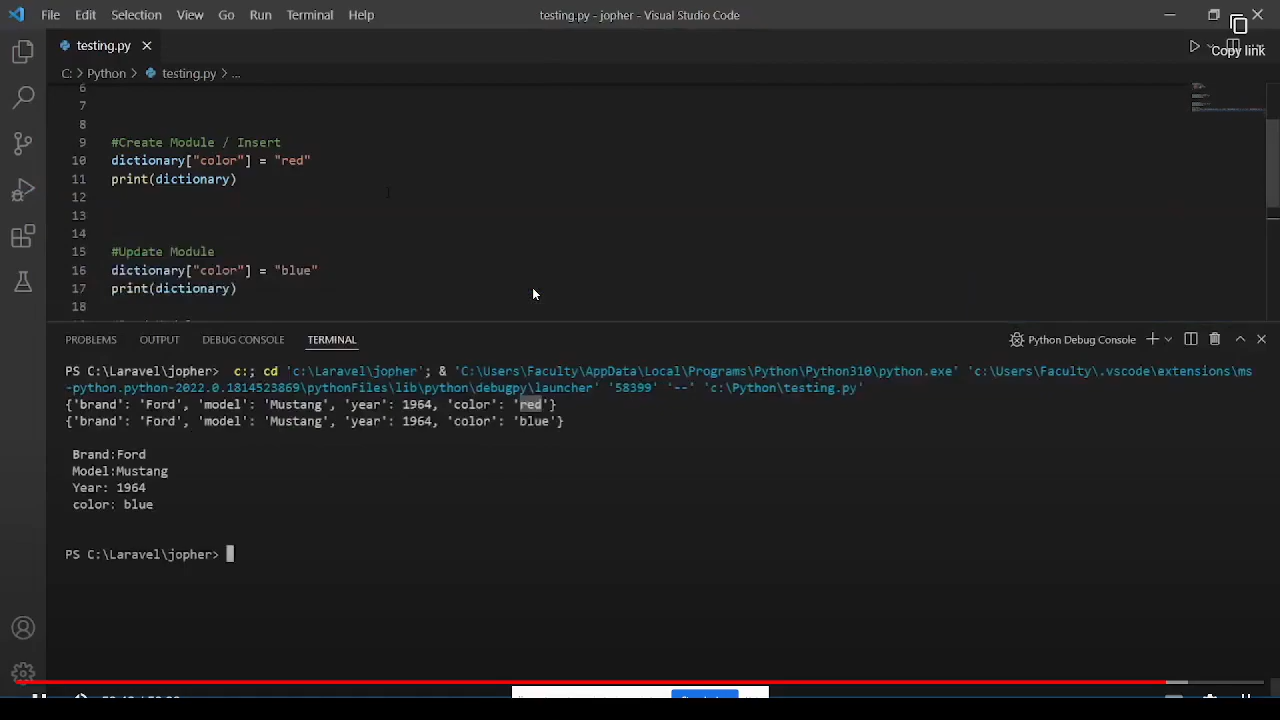 File Edit Selection View Go Run Terminal Help testing.py - jopher - Visual Studio Code
testing.py
Copy link
C: > Python > testing.py > ...
6
7
8
9 #Create Module / Insert
10 dictionary["color"] = "red"
11 print(dictionary)
12
13
14
15 #Update Module
16 dictionary["color"] = "blue"
17 print(dictionary)
18
PROBLEMS OUTPUT DEBUG CONSOLE TERMINAL Python Debug Console
PS C:\Laravel\jopher> c:; cd 'c:\Laravel\jopher'; & 'C:\Users\Faculty\AppData\Local\Programs\Python\Python310\python.exe' 'c:\Users\Faculty\.vscode\extensions\ms
-python.python-2022.0.1814523869\pythonFiles\lib\python\debugpy\launcher' '58399' '--' 'c:\Python\testing.py'
{'brand': 'Ford', 'model': 'Mustang', 'year': 1964, 'color': 'red'}
{'brand': 'Ford', 'model': 'Mustang', 'year': 1964, 'color': 'blue'}
Brand:Ford
Model:Mustang
Year: 1964
color: blue
PS C:\Laravel\jopher>